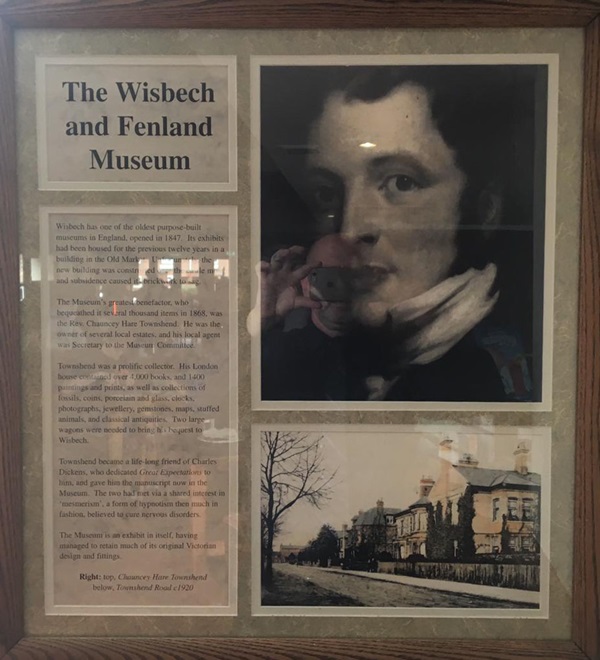 The Wisbech
and Fenland
Museum
Wisbech has one of the oldest purpose-built
museums in England, opened in 1847. Its exhibits
had been housed for the previous twelve years in a
building in the Old Market. the
new building was constructed
and subsidence caused its brickwork
The Museum's greatest benefactor, who
bequeathed it several thousand items in 1868, was
the Rev. Chauncey Hare Townshend. He was the
owner of several local estates, and his local agent
was Secretary to the Museum Committee.
Townshend was a prolific collector. His London
house contained over 4,000 books, and 1400
paintings and prints, as well as collections of
fossils, coins, porcelain and glass, clocks,
photographs, jewellery, gemstones, maps, stuffed
animals, and classical antiquities. Two large
wagons were needed to bring his bequest to
Wisbech.
Townshend became a life-long friend of Charles
Dickens, who dedicated Great Expectations to
him, and gave him the manuscript now in the
Museum. The two had met via a shared interest in
'mesmerism', a form of hypnotism then much in
fashion, believed to cure nervous disorders.
The Museum is an exhibit in itself, having
managed to retain much of its original Victorian
design and fittings.
Right: top, Chauncey Hare Townshend
below, Townshend Road c1920